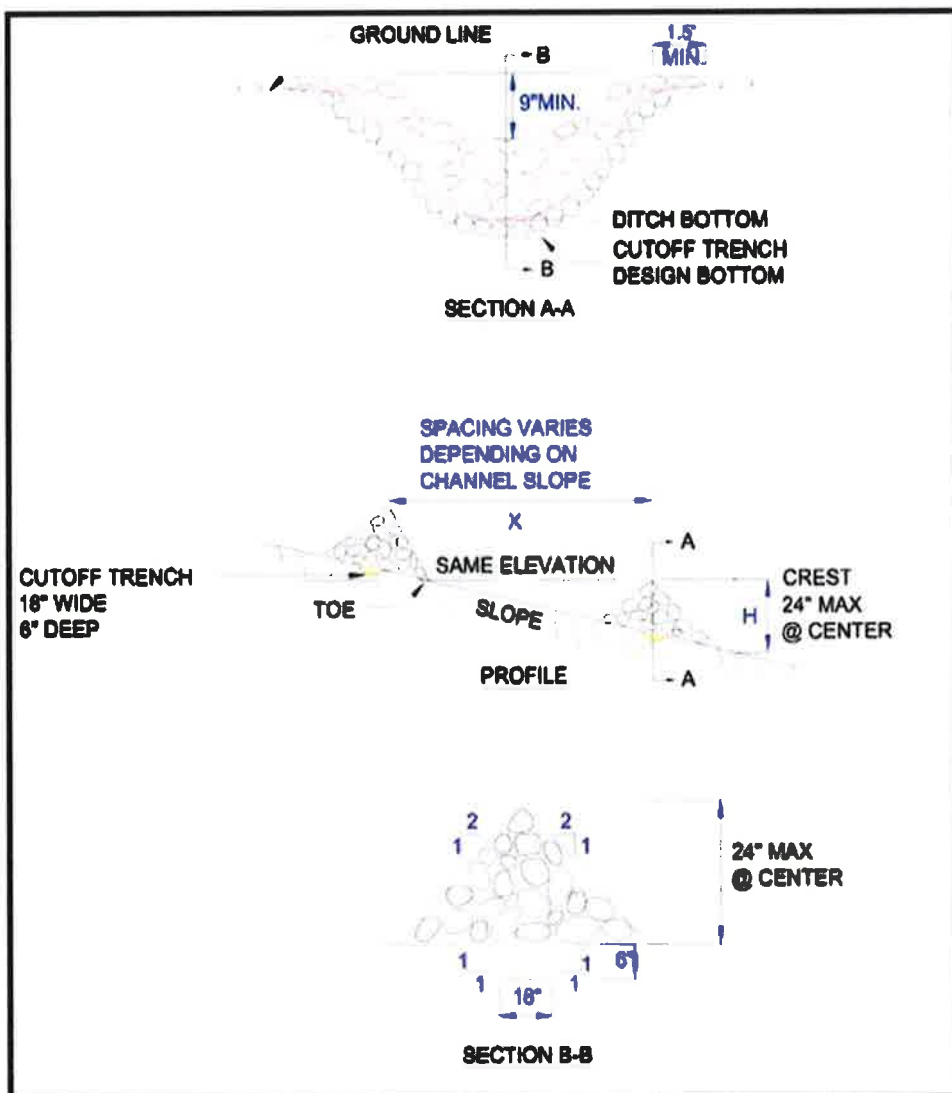 GROUND LINE
B
1.5'
MIN.
9" MIN.
DITCH BOTTOM
CUTOFF TRENCH
DESIGN BOTTOM
B
SECTION A-A
SPACING VARIES
DEPENDING ON
CHANNEL SLOPE
X
A
SAME ELEVATION
CUTOFF TRENCH
18" WIDE
6" DEEP
TOE
SLOPE
H
CREST
24" MAX
@ CENTER
PROFILE
A
2
2
1
1
24" MAX
@ CENTER
1
1
6"
1
1
18"
SECTION B-B